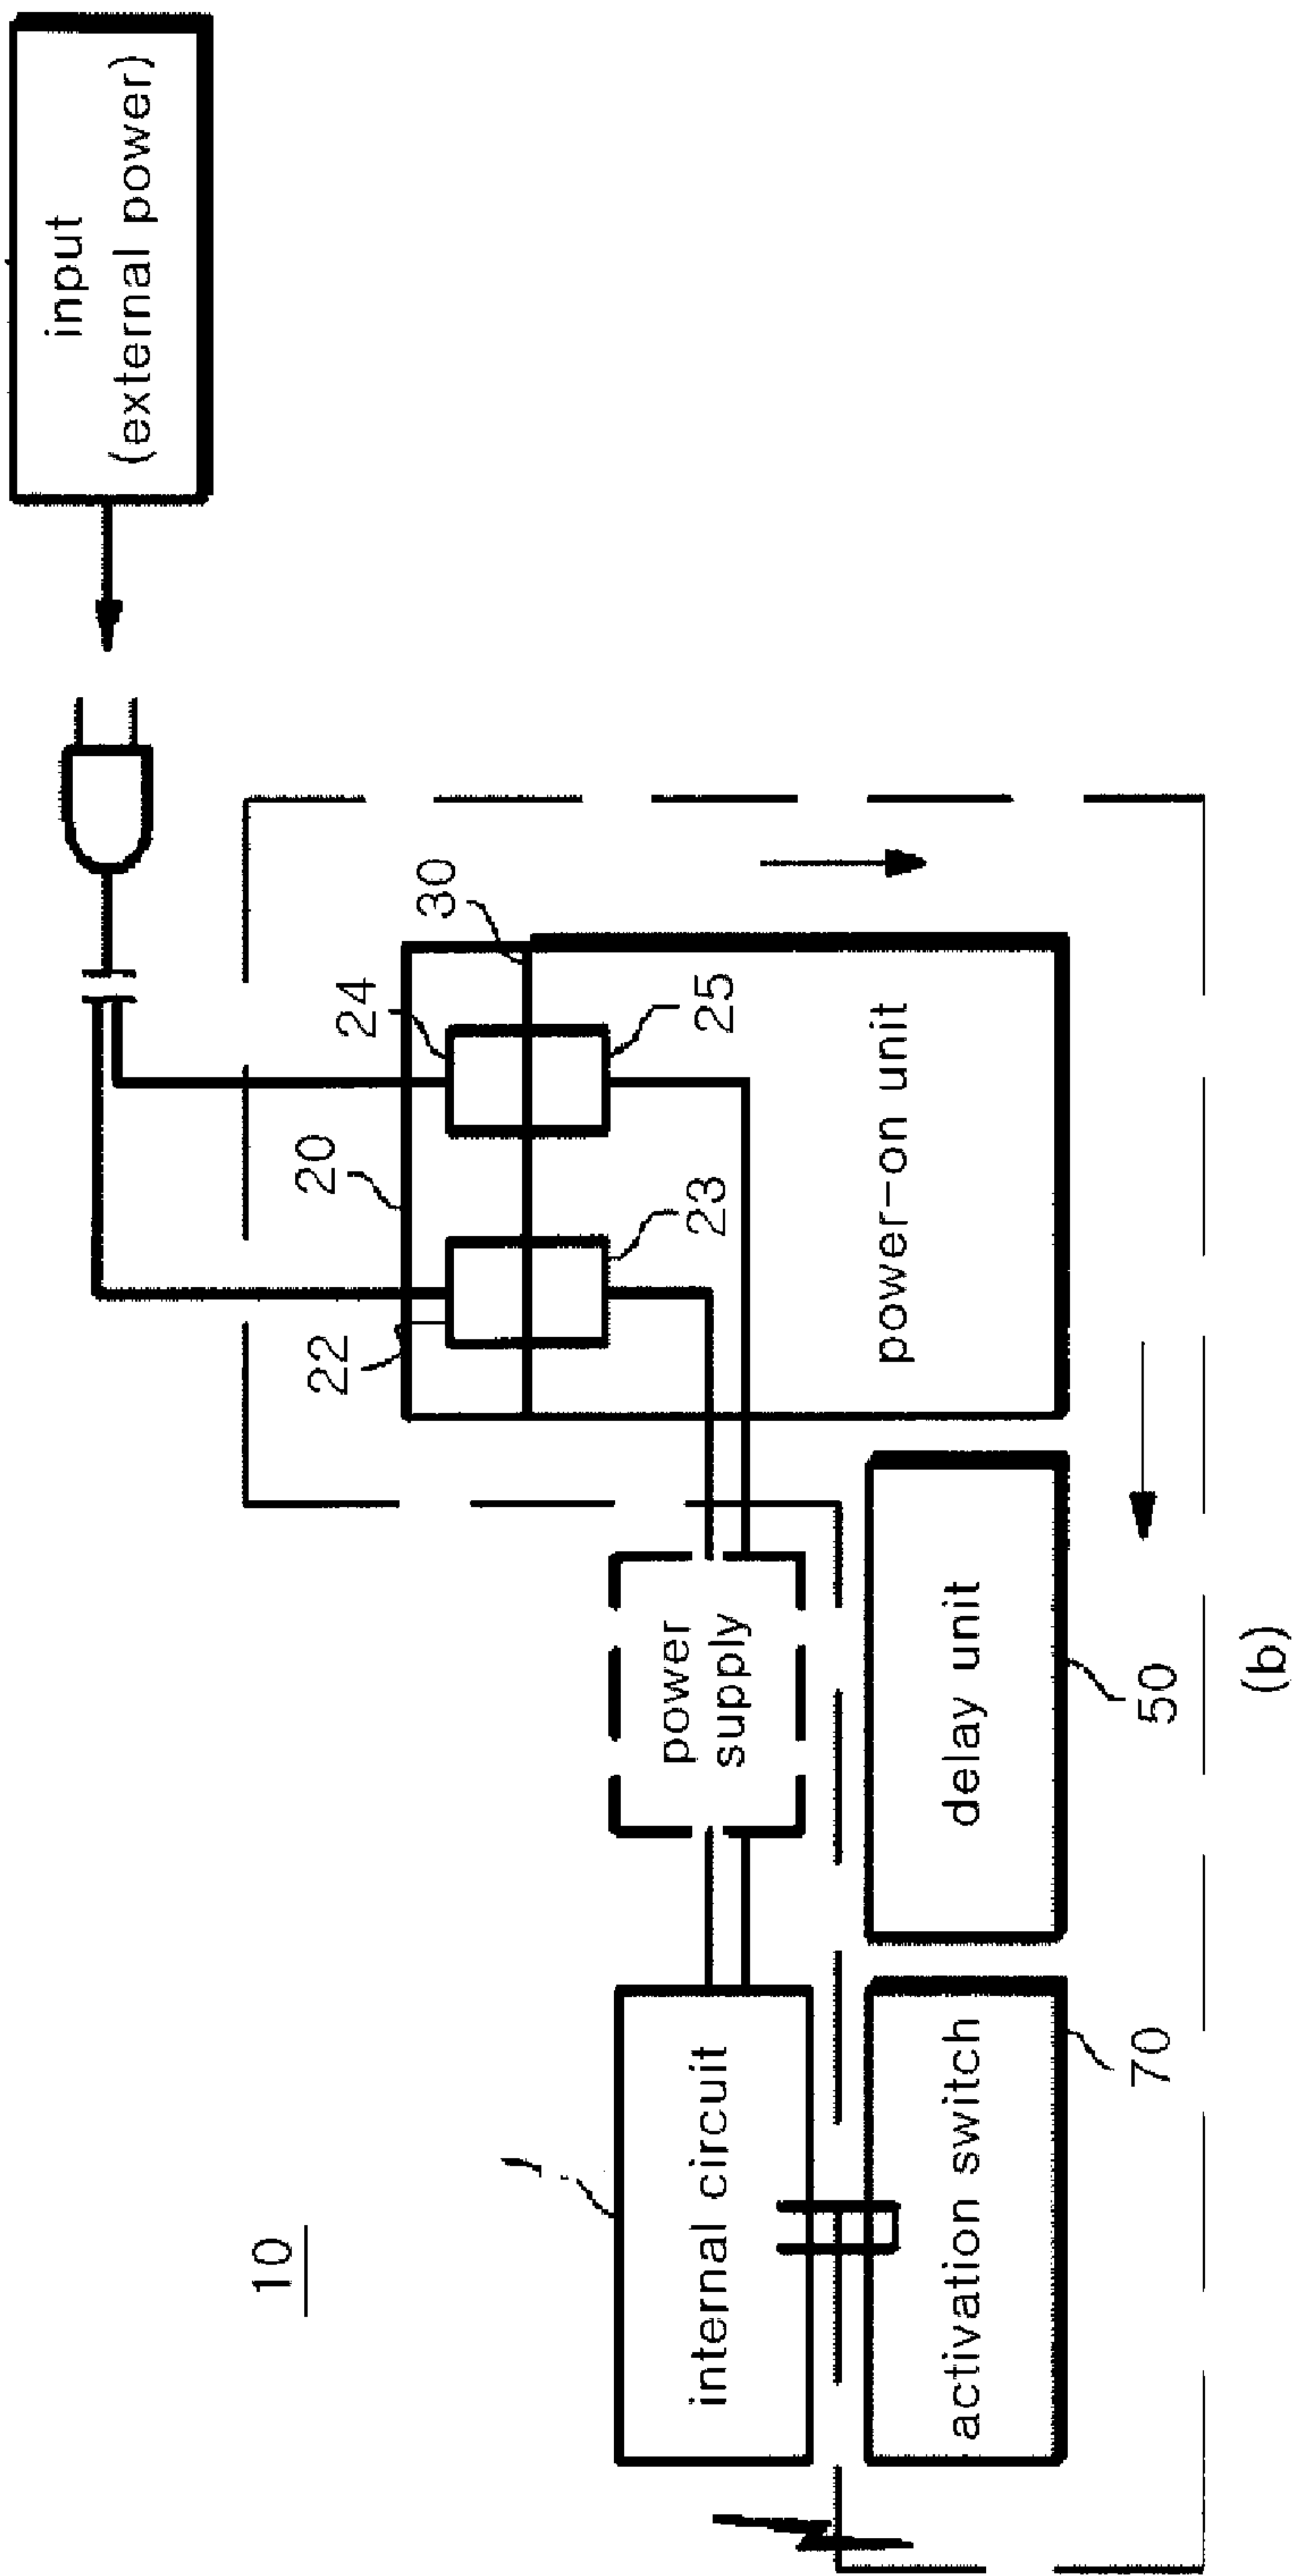 10
input
(external power)
20
24
30
22
23
25
1
internal circuit
power
supply
power-on unit
activation switch
delay unit
70
50
(b)